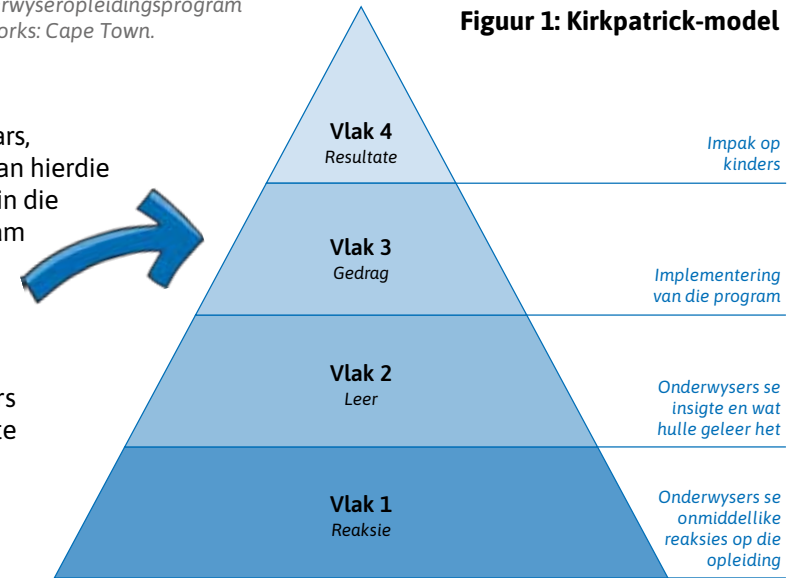 rwyseropleidingsprogram
orks: Cape Town.
Figuur 1: Kirkpatrick-model
ars,
an hierdie
in die
am
rs
te
Vlak 4
Resultate
Impak op
kinders
Vlak 3
Gedrag
Implementering
van die program
Vlak 2
Leer
Onderwysers se
insigte en wat
hulle geleer het
Vlak 1
Reaksie
Onderwysers se
onmiddellike
reaksies op die
opleiding